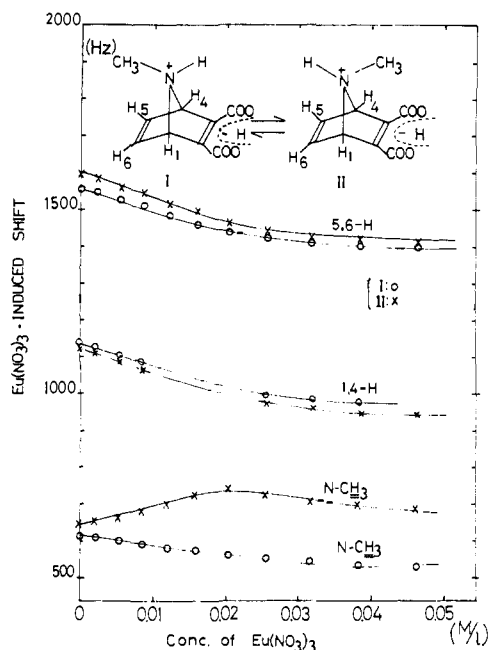 (Hz)
CH3 H
N+
H5 H4
COO
H
COO
H6 H1
I
H CH3
N+
H5 H4
COO
H
COO
H6 H1
II
1500
5,6-H
I: o
II: x
1,4-H
1000
N-CH3
N-CH3
500
0 0.01 0.02 0.03 0.04 0.05
Conc. of Eu(NO3)3
(M/l)
Eu(NO3)3 - INDUCED SHIFT